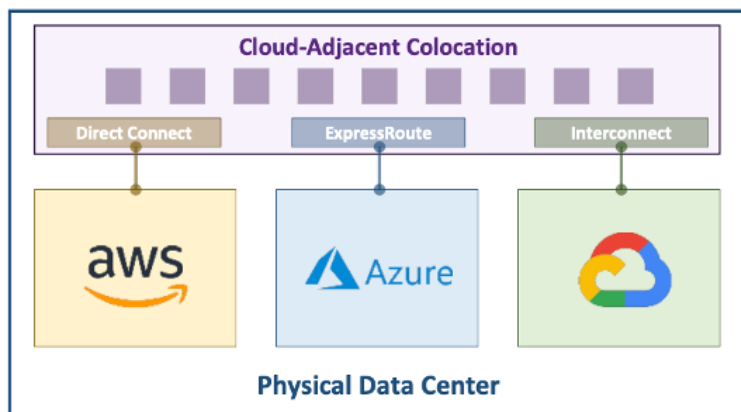 Cloud-Adjacent Colocation
Direct Connect
ExpressRoute
Interconnect
aws
Azure
Physical Data Center